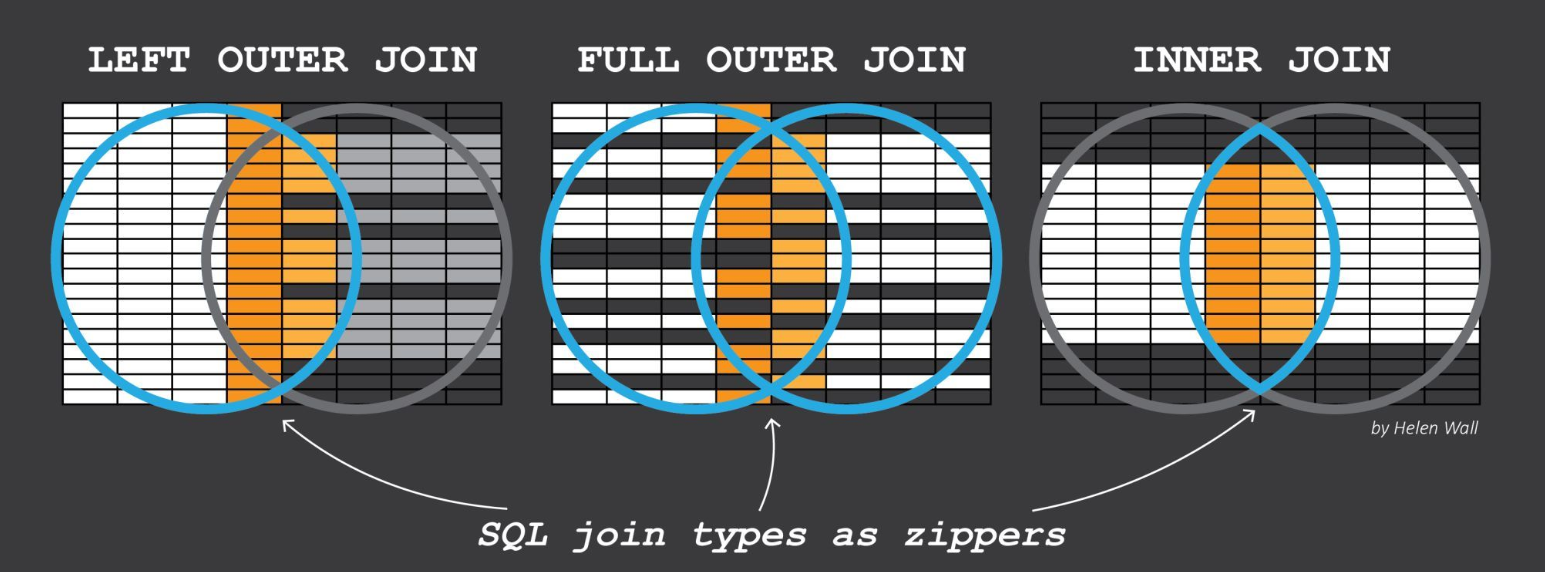 LEFT OUTER JOIN
FULL OUTER JOIN
INNER JOIN
by Helen Wall
SQL join types as zippers